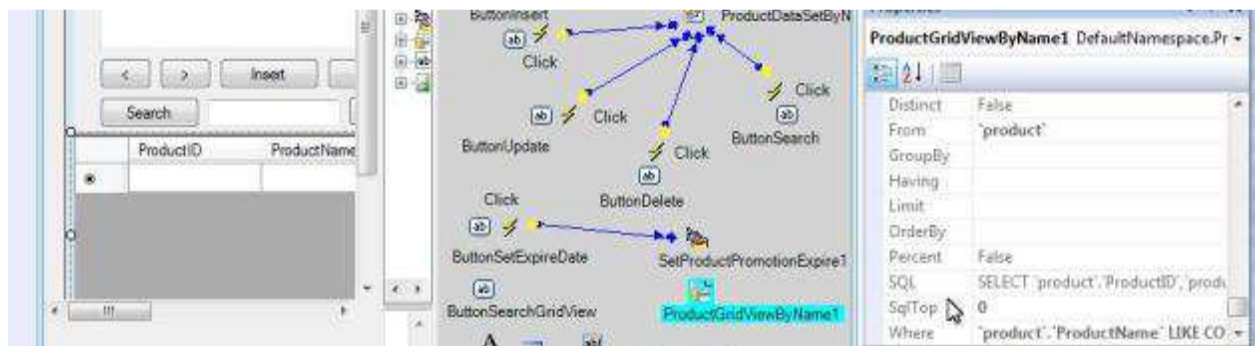 < > Insert
Search
ProductID ProductName
ButtonInsert
Click
ProductDataSetByN
Click
ButtonUpdate
Click
ButtonSearch
Click
ButtonDelete
Click
ButtonSetExpireDate
SetProductPromotionExpire1
ButtonSearchGridView
ProductGridViewByName1
Properties
ProductGridViewByName1 DefaultNamespace.Pr
Distinct False
From `product`
GroupBy
Having
Limit
OrderBy
Percent False
SQL SELECT `product`.`ProductID`, `produ
SqlTop 0
Where `product`.`ProductName` LIKE CO